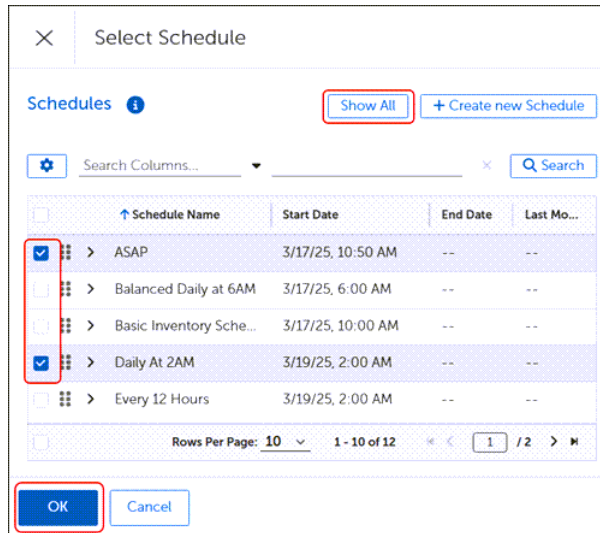 Select Schedule
Schedules
Show All
+ Create new Schedule
Search Columns...
Search
Schedule Name Start Date End Date Last Mo...
ASAP 3/17/25, 10:50 AM -- --
Balanced Daily at 6AM 3/17/25, 6:00 AM -- --
Basic Inventory Sche... 3/17/25, 10:00 AM -- --
Daily At 2AM 3/19/25, 2:00 AM -- --
Every 12 Hours 3/19/25, 2:00 AM -- --
Rows Per Page: 10 1 - 10 of 12 1 / 2
OK Cancel